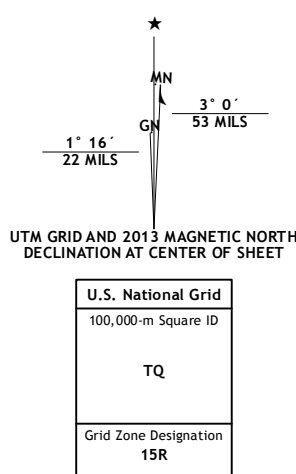 ★
MN
3° 0´
53 MILS
GN
1° 16´
22 MILS
UTM GRID AND 2013 MAGNETIC NORTH
DECLINATION AT CENTER OF SHEET
U.S. National Grid
100,000-m Square ID
TQ
Grid Zone Designation
15R